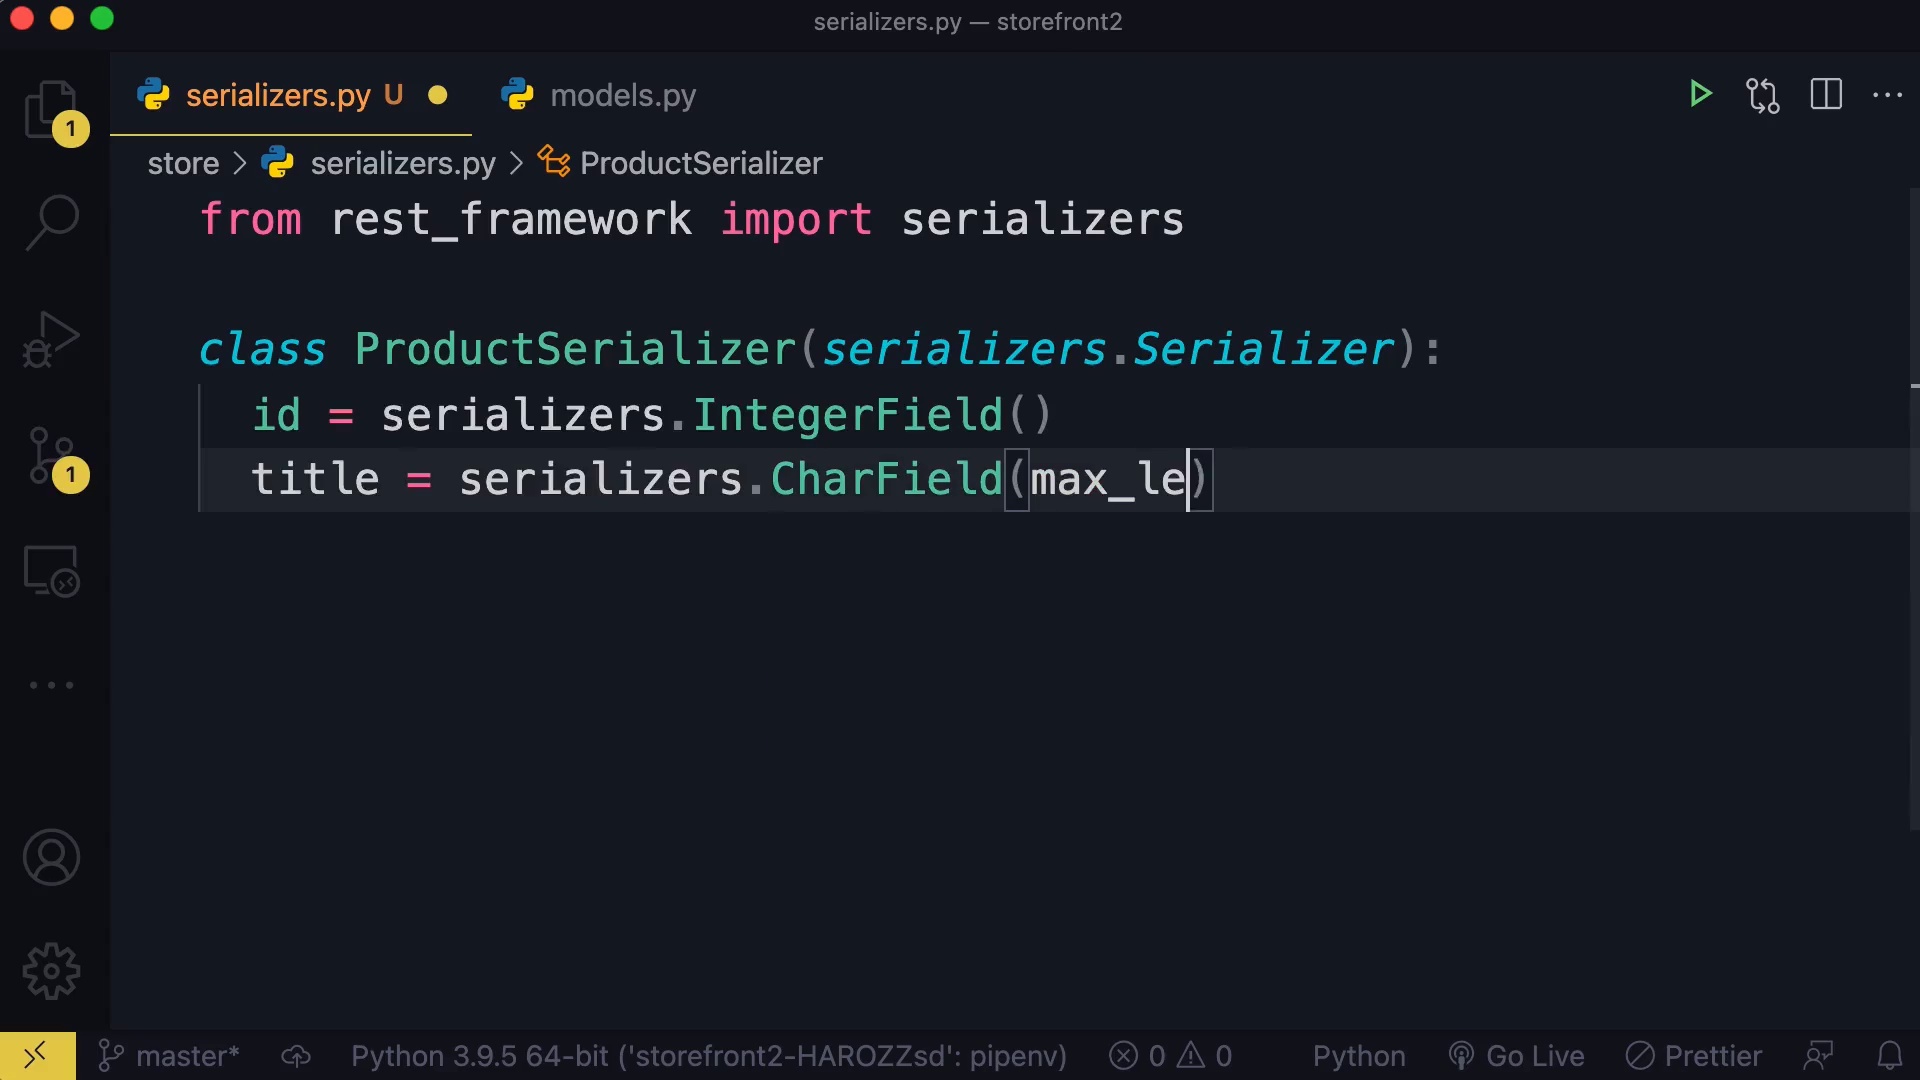 serializers.py — storefront2
serializers.py U models.py
store > serializers.py > ProductSerializer
from rest_framework import serializers
class ProductSerializer(serializers.Serializer):
id = serializers.IntegerField()
title = serializers.CharField(max_le)
1
1
master* Python 3.9.5 64-bit ('storefront2-HAROZZsd': pipenv) 0 0 Python Go Live Prettier